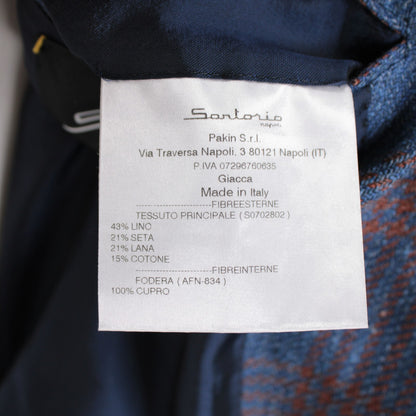 Sartorio
napoli
Pakin S.r.l.
Via Traversa Napoli, 3 80121 Napoli (IT)
P.IVA 07296760635
Giacca
Made in Italy
--------------------FIBREESTERNE
TESSUTO PRINCIPALE ( S0702802 )
43% LINO
21% SETA
21% LANA
15% COTONE
--------------------FIBREINTERNE
FODERA ( AFN-834 )
100% CUPRO